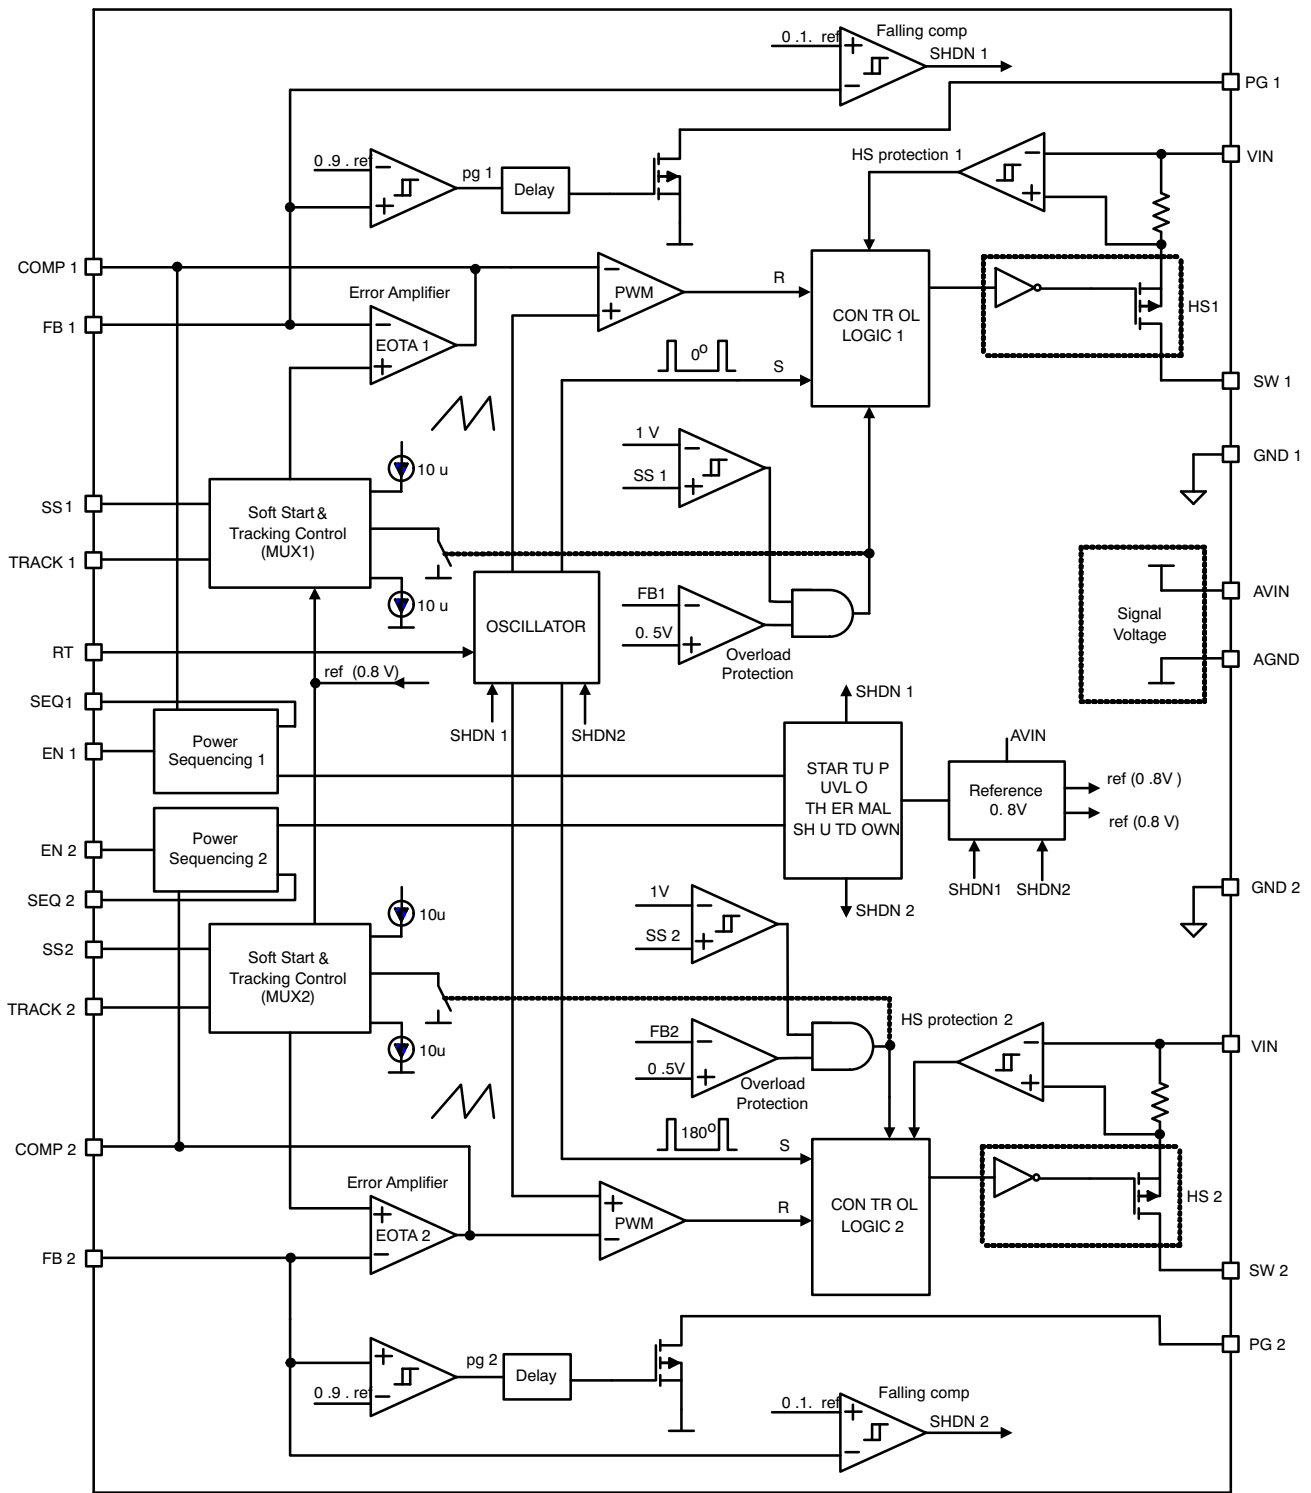 Falling comp
0 .1. ref
SHDN 1
PG 1
HS protection 1
VIN
0 .9 . ref
pg 1
Delay
COMP 1
Error Amplifier
PWM
R
CON TR OL
LOGIC 1
HS1
FB 1
EOTA 1
0o
S
SW 1
1 V
SS 1
10 u
GND 1
SS1
Soft Start &
Tracking Control
(MUX1)
TRACK 1
10 u
FB1
0. 5V
Overload
Protection
OSCILLATOR
Signal
Voltage
AVIN
AGND
RT
ref (0.8 V)
SEQ1
SHDN 1
SHDN2
SHDN 1
EN 1
Power
Sequencing 1
STAR TU P
UVL O
TH ER MAL
SH U TD OWN
AVIN
Reference
0. 8V
ref (0 .8V )
ref (0.8 V)
EN 2
Power
Sequencing 2
SHDN1
SHDN2
SEQ 2
1V
SS 2
SHDN 2
GND 2
10u
SS2
Soft Start &
Tracking Control
(MUX2)
TRACK 2
10u
FB2
0 .5V
Overload
Protection
HS protection 2
VIN
180o
S
COMP 2
Error Amplifier
EOTA 2
PWM
R
CON TR OL
LOGIC 2
HS 2
FB 2
SW 2
PG 2
pg 2
Delay
0 .9 . ref
Falling comp
0 .1. ref
SHDN 2